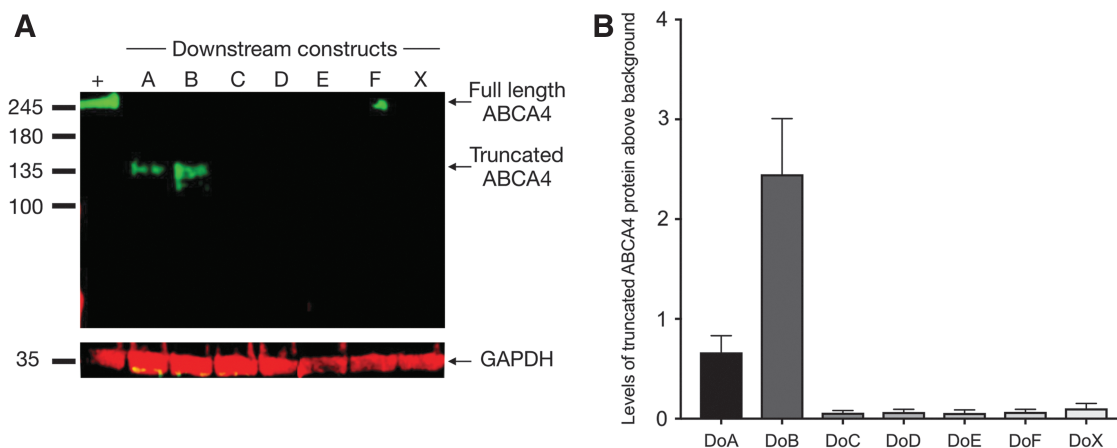 A
Downstream constructs
+ A B C D E F X
245
180
135
100
Full length
ABCA4
Truncated
ABCA4
35
GAPDH
B
Levels of truncated ABCA4 protein above background
4
3
2
1
0
DoA DoB DoC DoD DoE DoF DoX